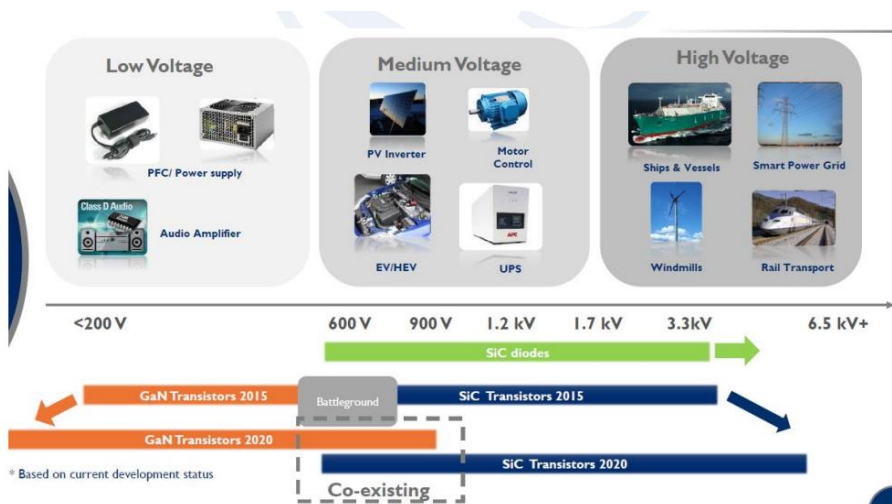 Low Voltage
Medium Voltage
High Voltage
PFC/ Power supply
Class D Audio
Audio Amplifier
PV Inverter
Motor
Control
EV/HEV
APC
UPS
Ships & Vessels
Smart Power Grid
Windmills
Rail Transport
<200 V
600 V
900 V
1.2 kV
1.7 kV
3.3kV
6.5 kV+
SiC diodes
GaN Transistors 2015
Battleground
SiC Transistors 2015
GaN Transistors 2020
SiC Transistors 2020
* Based on current development status
Co-existing